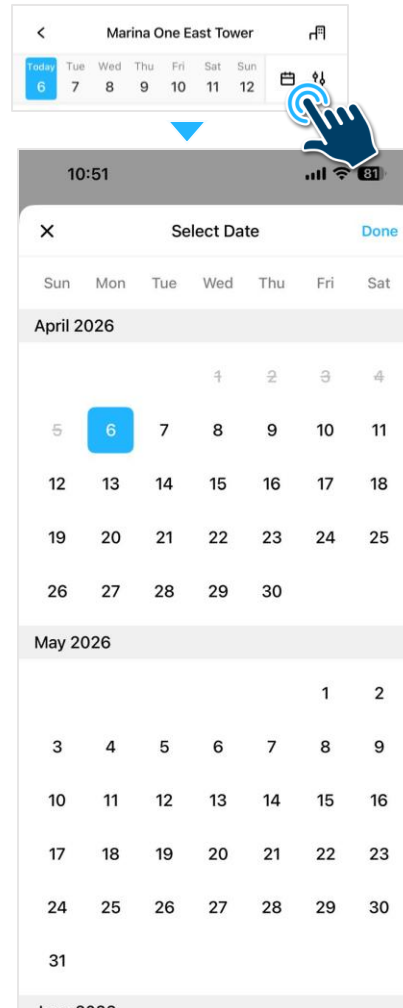 Marina One East Tower
Today Tue Wed Thu Fri Sat Sun
6 7 8 9 10 11 12
10:51 81
Select Date Done
Sun Mon Tue Wed Thu Fri Sat
April 2026
1 2 3 4
5 6 7 8 9 10 11
12 13 14 15 16 17 18
19 20 21 22 23 24 25
26 27 28 29 30
May 2026
1 2
3 4 5 6 7 8 9
10 11 12 13 14 15 16
17 18 19 20 21 22 23
24 25 26 27 28 29 30
31